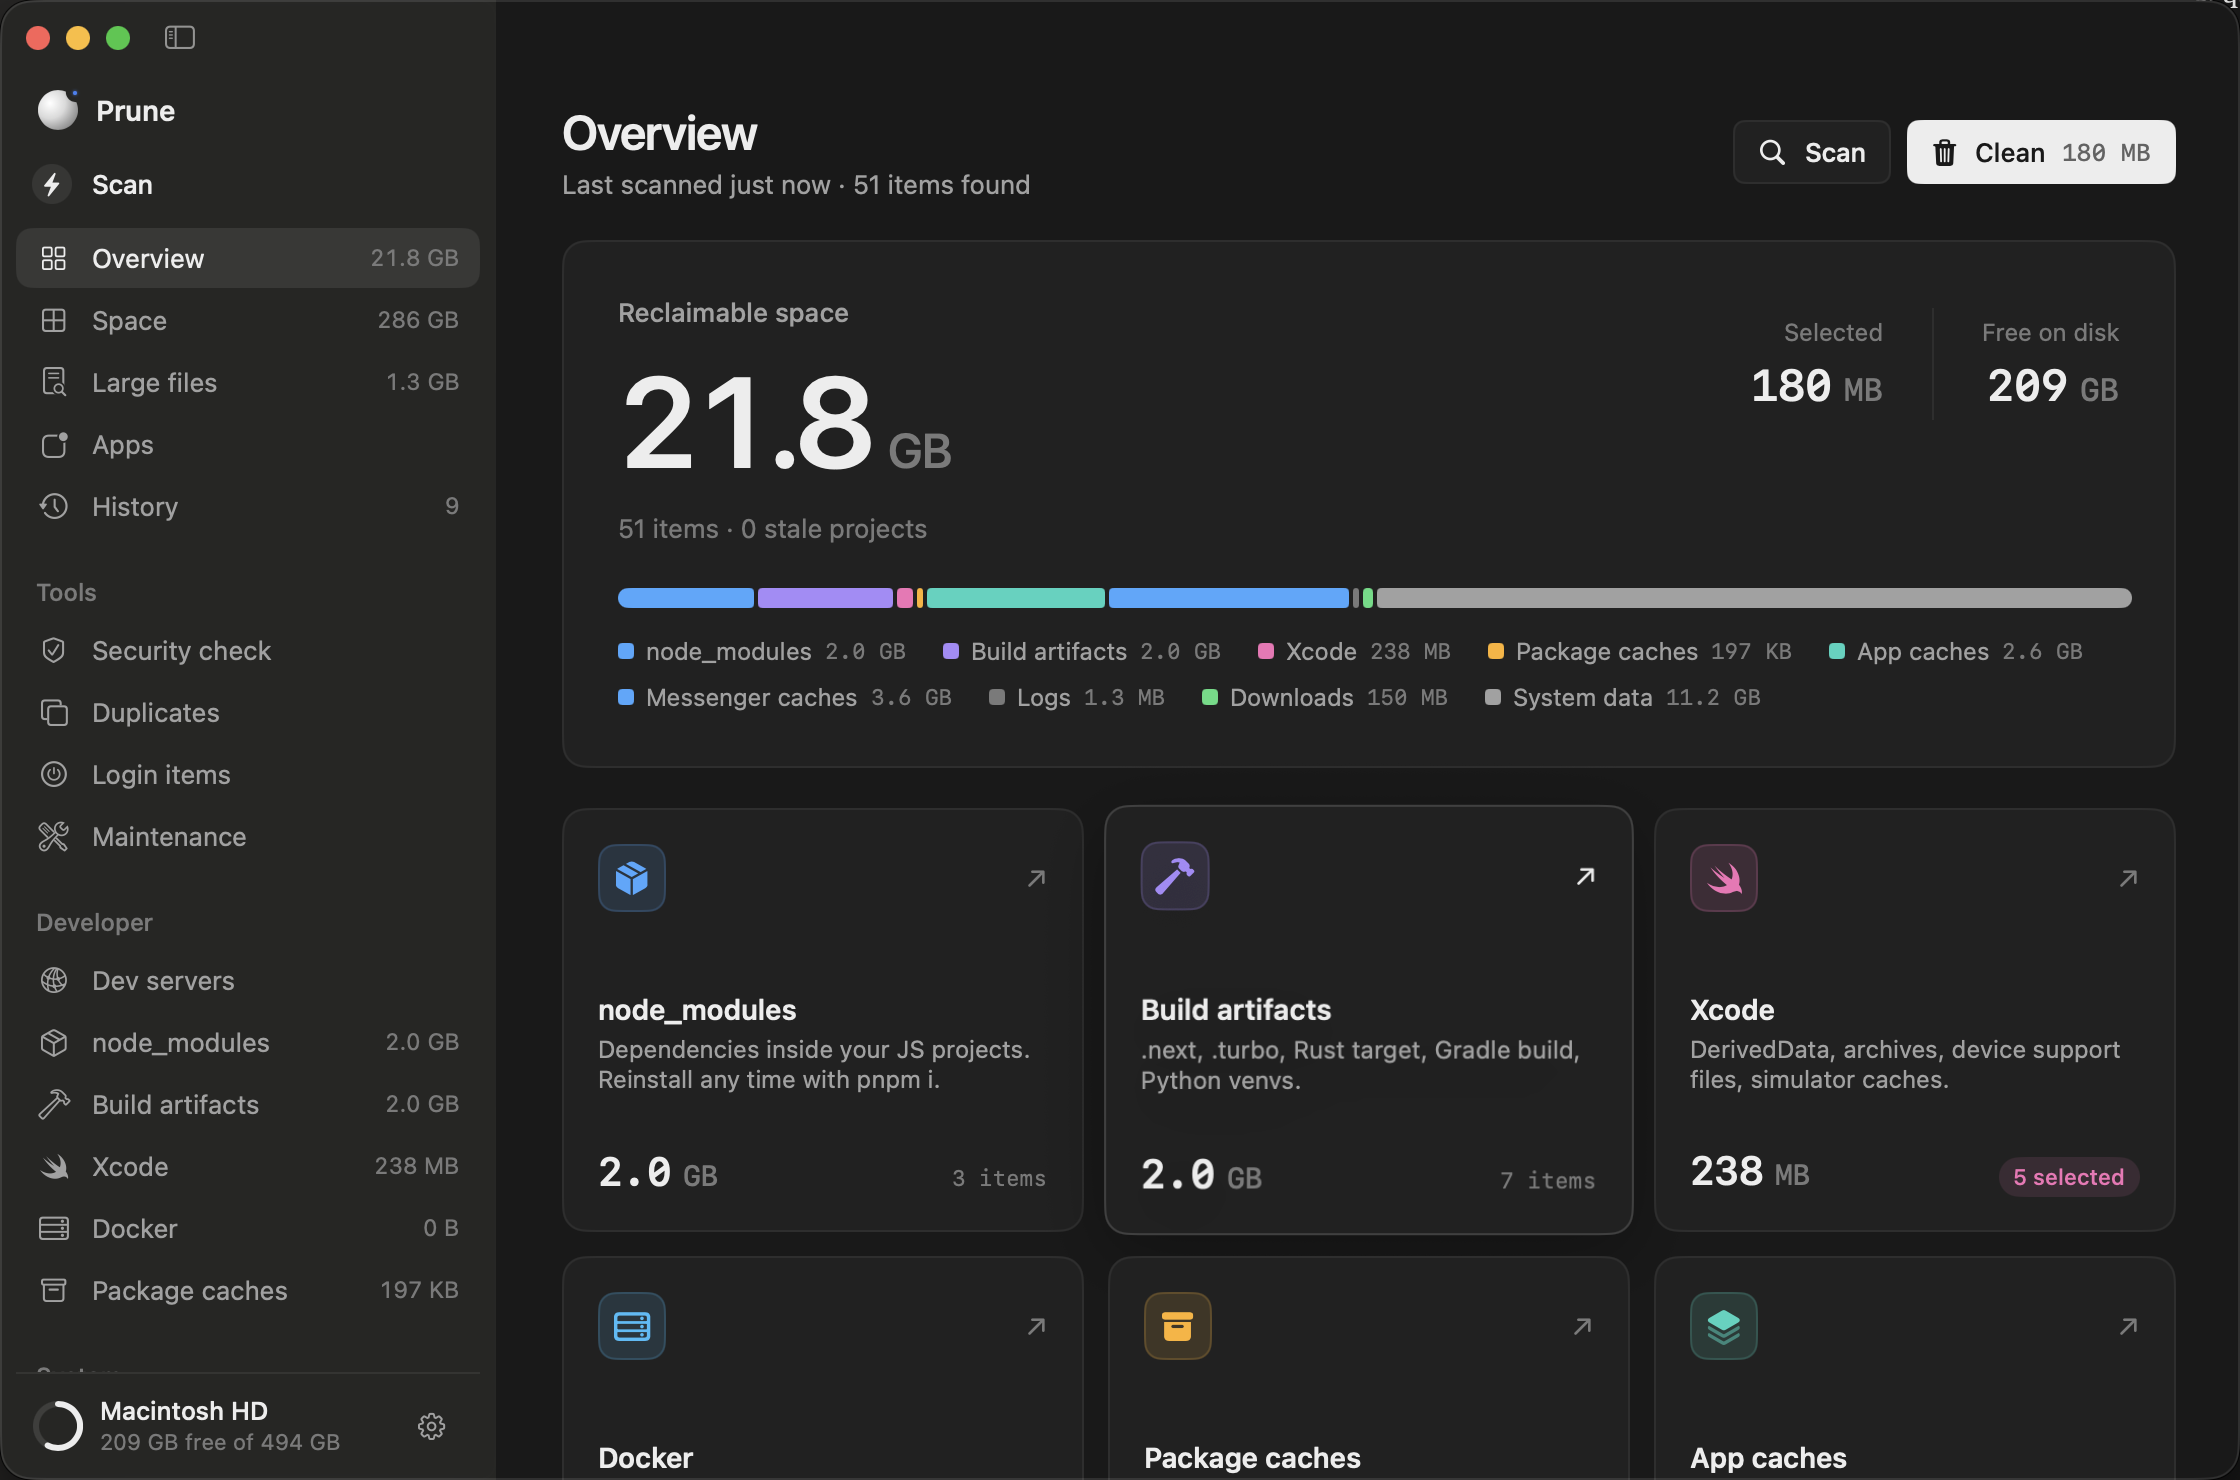 Prune
Scan
Overview 21.8 GB
Space 286 GB
Large files 1.3 GB
Apps
History 9
Tools
Security check
Duplicates
Login items
Maintenance
Developer
Dev servers
node_modules 2.0 GB
Build artifacts 2.0 GB
Xcode 238 MB
Docker 0 B
Package caches 197 KB
Macintosh HD
209 GB free of 494 GB
Overview
Last scanned just now · 51 items found
Scan
Clean 180 MB
Reclaimable space
21.8 GB
51 items · 0 stale projects
Selected
180 MB
Free on disk
209 GB
node_modules 2.0 GB Build artifacts 2.0 GB Xcode 238 MB Package caches 197 KB App caches 2.6 GB
Messenger caches 3.6 GB Logs 1.3 MB Downloads 150 MB System data 11.2 GB
node_modules
Dependencies inside your JS projects.
Reinstall any time with pnpm i.
2.0 GB 3 items
Build artifacts
.next, .turbo, Rust target, Gradle build,
Python venvs.
2.0 GB 7 items
Xcode
DerivedData, archives, device support
files, simulator caches.
238 MB 5 selected
Docker
Package caches
App caches